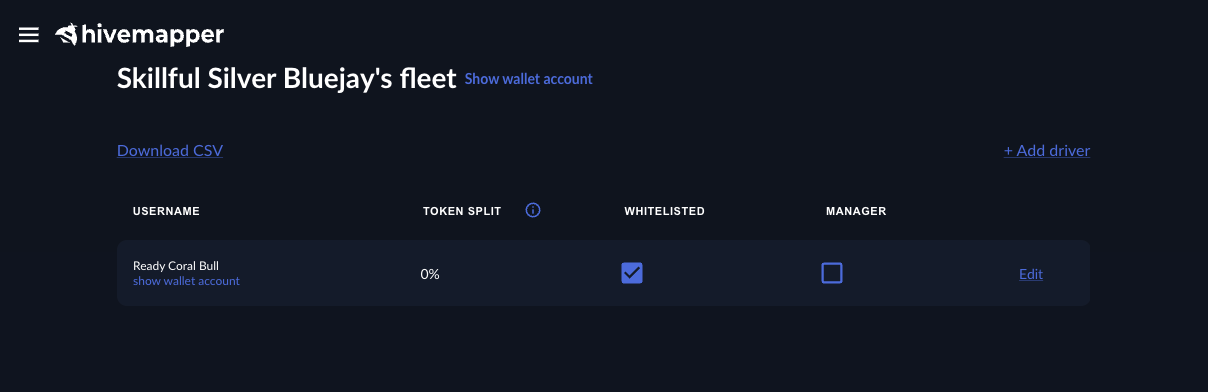 hivemapper
Skillful Silver Bluejay's fleet Show wallet account
Download CSV + Add driver
USERNAME TOKEN SPLIT WHITELISTED MANAGER
Ready Coral Bull
show wallet account
0% Edit